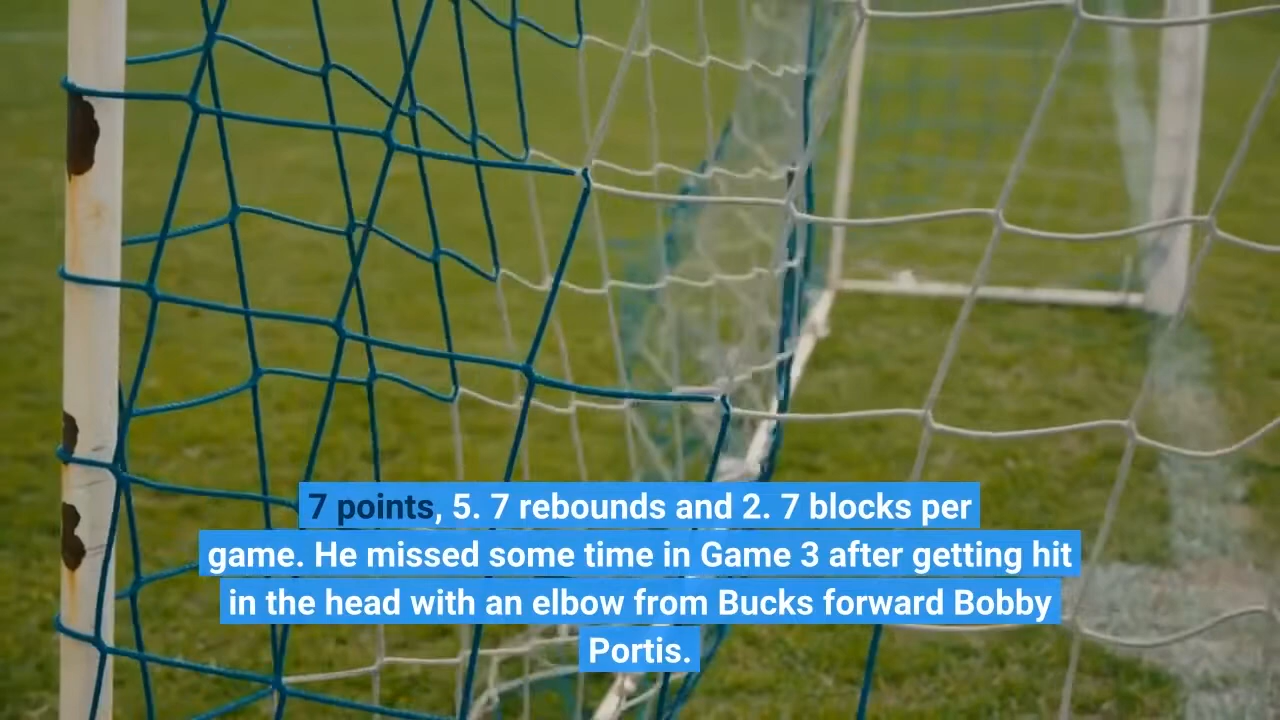 7 points, 5. 7 rebounds and 2. 7 blocks per
game. He missed some time in Game 3 after getting hit
in the head with an elbow from Bucks forward Bobby
Portis.